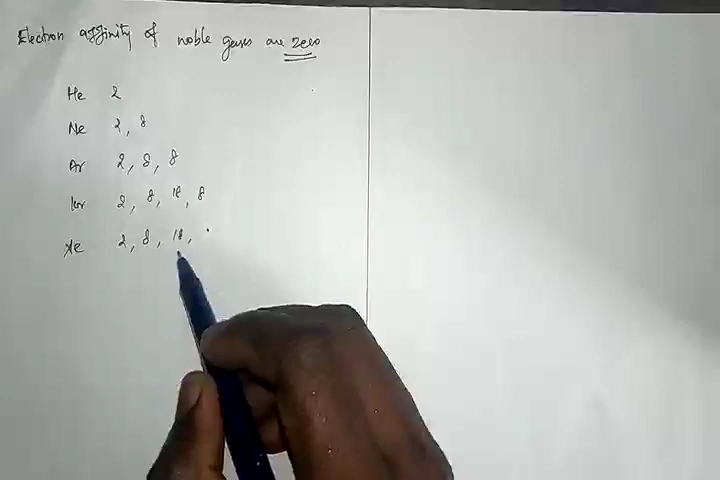 Electron affinity of noble gases are zero
He 2
Ne 2, 8
Ar 2, 8, 8
Kr 2, 8, 18, 8
Xe 2, 8, 18,